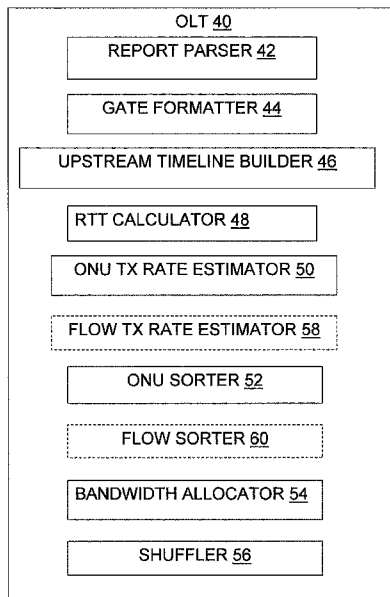 OLT 40
REPORT PARSER 42
GATE FORMATTER 44
UPSTREAM TIMELINE BUILDER 46
RTT CALCULATOR 48
ONU TX RATE ESTIMATOR 50
FLOW TX RATE ESTIMATOR 58
ONU SORTER 52
FLOW SORTER 60
BANDWIDTH ALLOCATOR 54
SHUFFLER 56